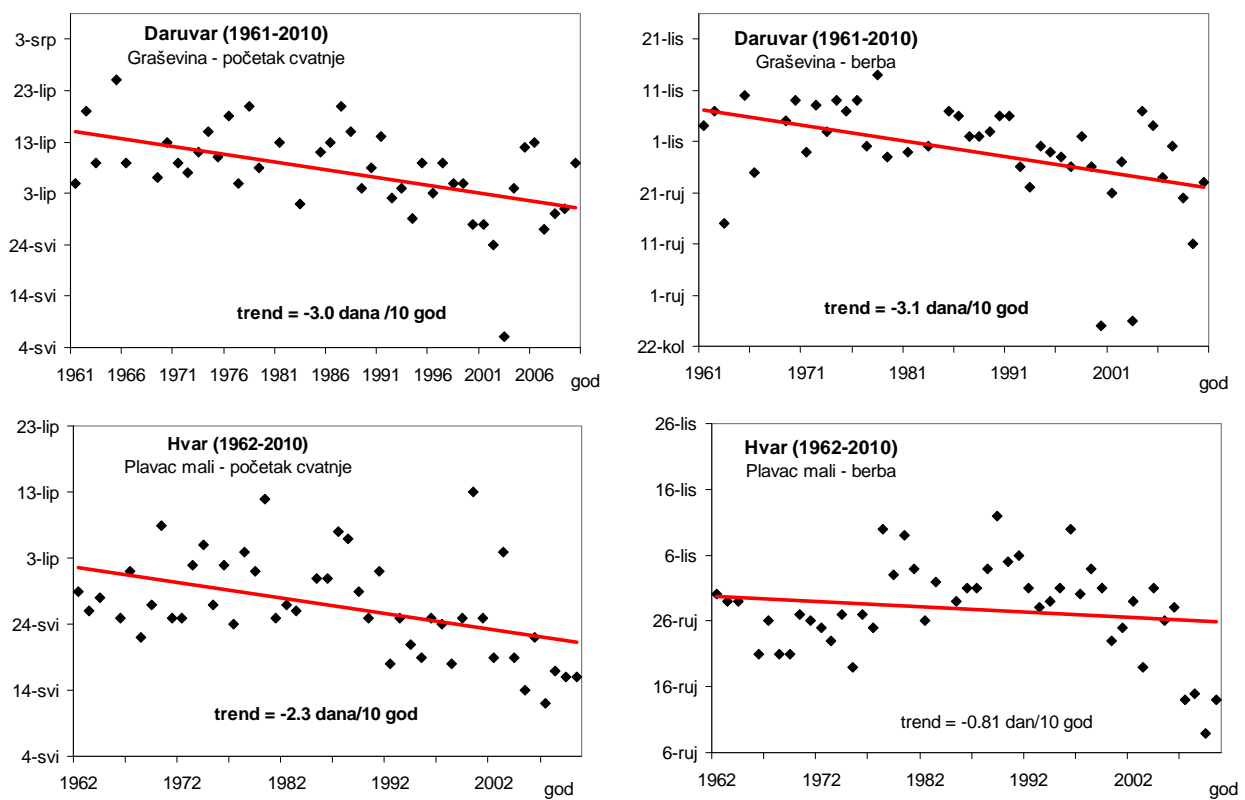 Daruvar (1961-2010)
Graševina - početak cvatnje
3-srp
23-lip
13-lip
3-lip
24-svi
14-svi
4-svi
trend = -3.0 dana /10 god
1961 1966 1971 1976 1981 1986 1991 1996 2001 2006 god
Daruvar (1961-2010)
Graševina - berba
21-lis
11-lis
1-lis
21-ruj
11-ruj
1-ruj
22-kol
trend = -3.1 dana/10 god
1961 1971 1981 1991 2001 god
Hvar (1962-2010)
Plavac mali - početak cvatnje
23-lip
13-lip
3-lip
24-svi
14-svi
4-svi
trend = -2.3 dana/10 god
1962 1972 1982 1992 2002 god
Hvar (1962-2010)
Plavac mali - berba
26-lis
16-lis
6-lis
26-ruj
16-ruj
6-ruj
trend = -0.81 dan/10 god
1962 1972 1982 1992 2002 god